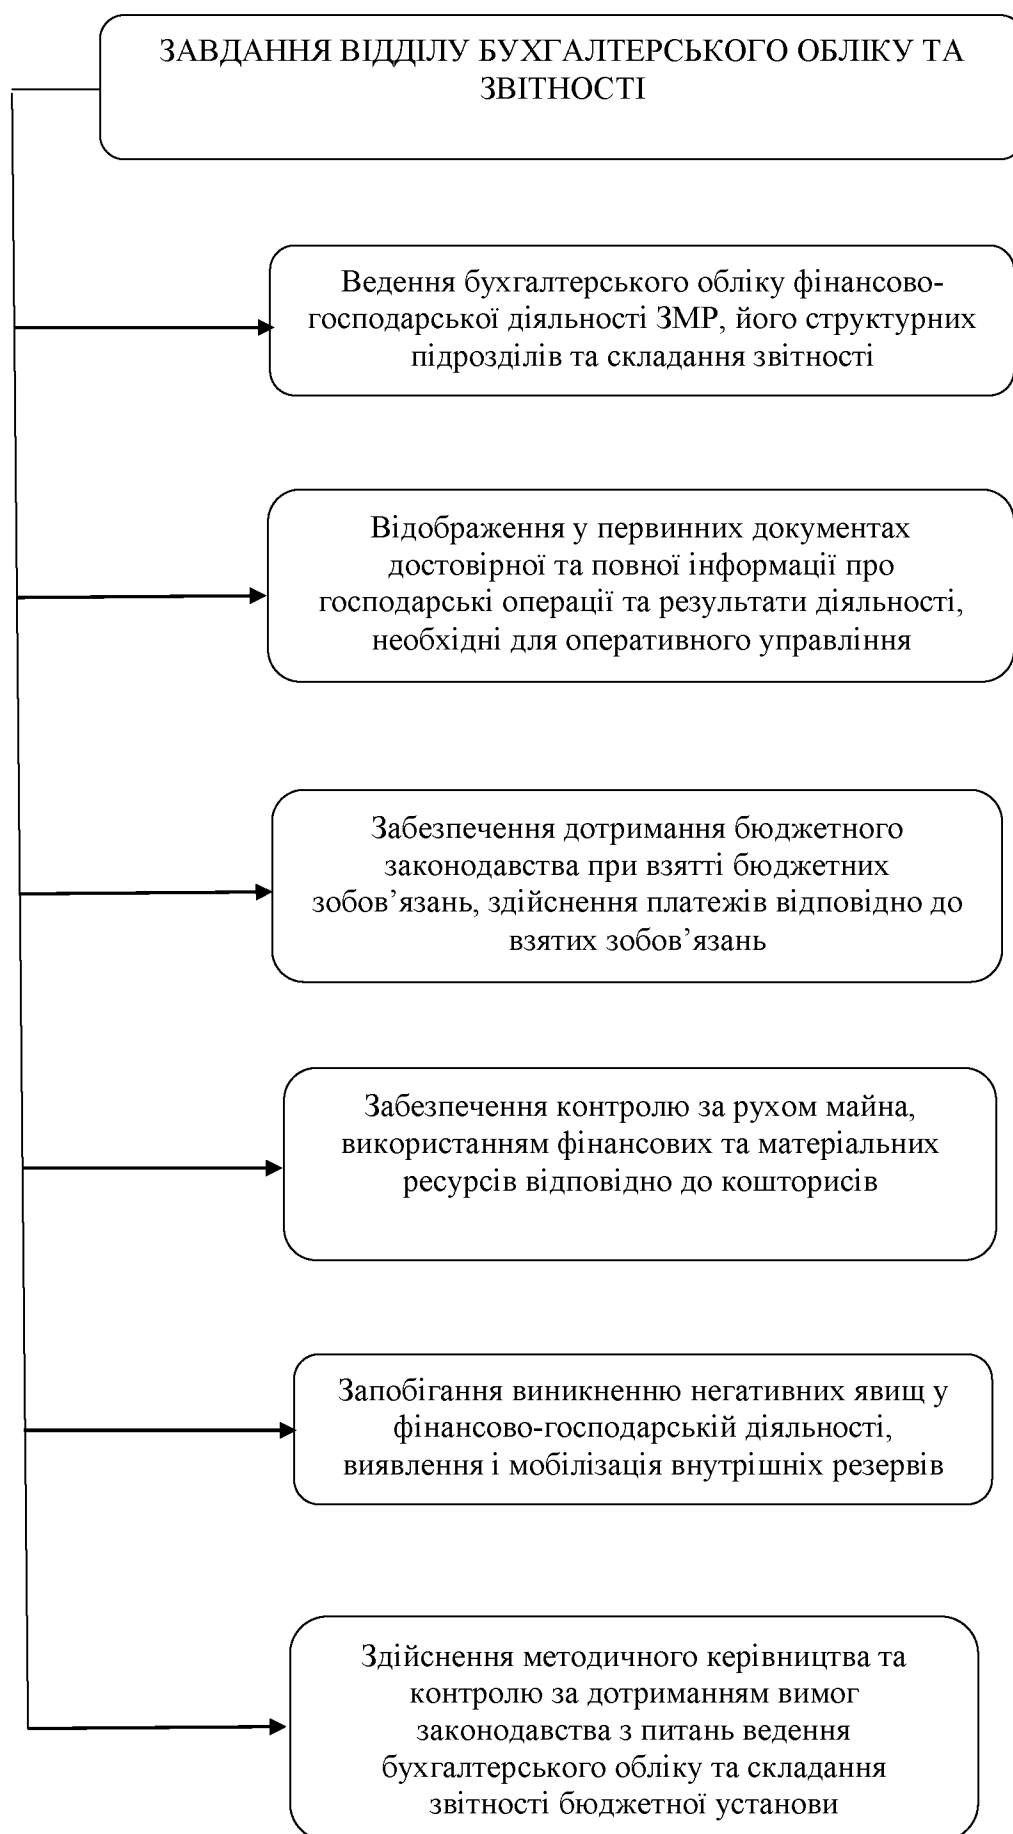 ЗАВДАННЯ ВІДДІЛУ БУХГАЛТЕРСЬКОГО ОБЛІКУ ТА
ЗВІТНОСТІ
Ведення бухгалтерського обліку фінансово-
господарської діяльності ЗМР, його структурних
підрозділів та складання звітності
Відображення у первинних документах
достовірної та повної інформації про
господарські операції та результати діяльності,
необхідні для оперативного управління
Забезпечення дотримання бюджетного
законодавства при взятті бюджетних
зобов’язань, здійснення платежів відповідно до
взятих зобов’язань
Забезпечення контролю за рухом майна,
використанням фінансових та матеріальних
ресурсів відповідно до кошторисів
Запобігання виникненню негативних явищ у
фінансово-господарській діяльності,
виявлення і мобілізація внутрішніх резервів
Здійснення методичного керівництва та
контролю за дотриманням вимог
законодавства з питань ведення
бухгалтерського обліку та складання
звітності бюджетної установи